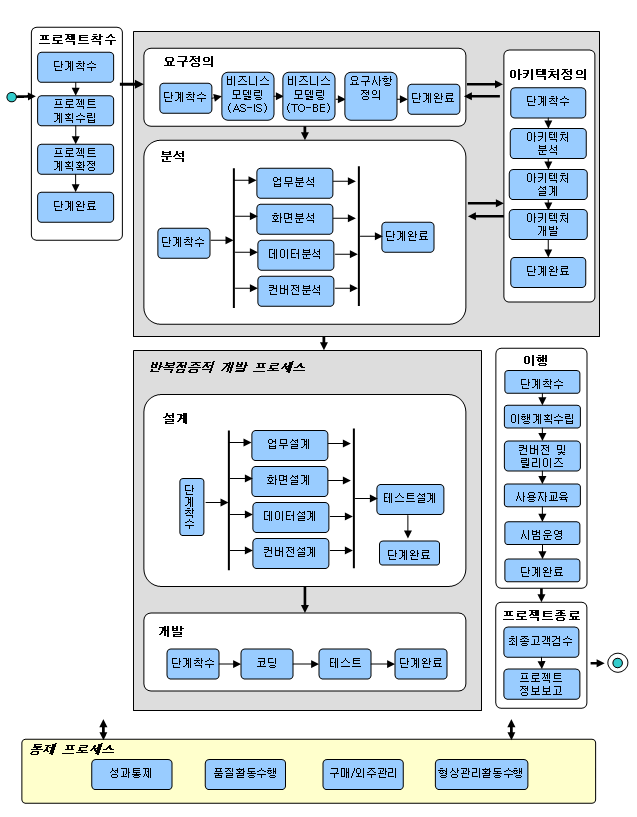 프로젝트착수
단계착수
프로젝트
계획수립
프로젝트
계획확정
단계완료
요구정의
단계착수
비즈니스
모델링
(AS-IS)
비즈니스
모델링
(TO-BE)
요구사항
정의
단계완료
분석
단계착수
업무분석
화면분석
데이터분석
컨버전분석
단계완료
아키텍처정의
단계착수
아키텍처
분석
아키텍처
설계
아키텍처
개발
단계완료
반복점증적 개발 프로세스
설계
단
계
착
수
업무설계
화면설계
데이터설계
컨버전설계
테스트설계
단계완료
개발
단계착수
코딩
테스트
단계완료
이행
단계착수
이행계획수립
컨버전 및
릴리이즈
사용자교육
시범운영
단계완료
프로젝트종료
최종고객검수
프로젝트
정보보고
통제 프로세스
성과통제
품질활동수행
구매/외주관리
형상관리활동수행